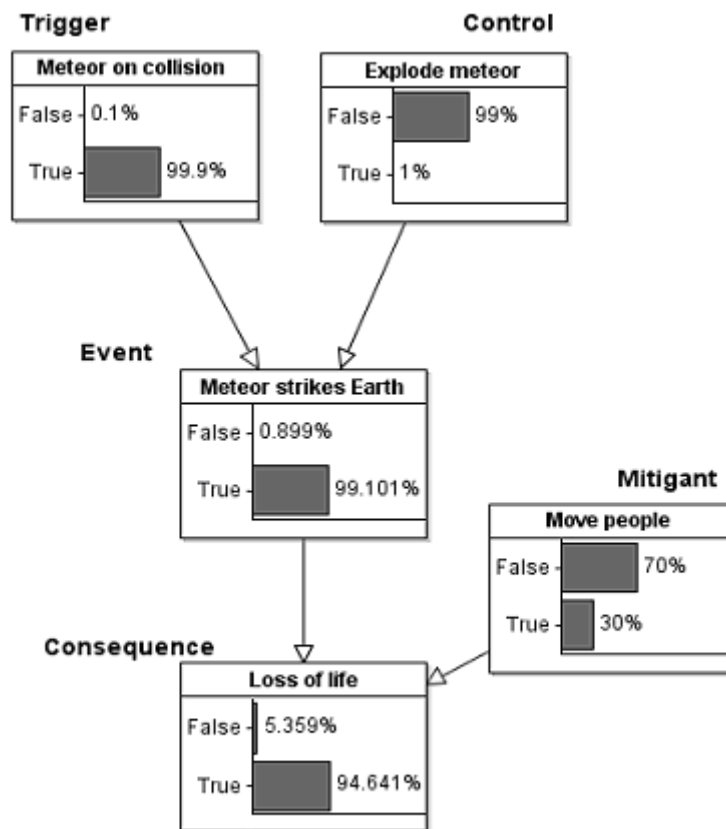 Trigger
Control
Meteor on collision
False 0.1%
True 99.9%
Explode meteor
False 99%
True 1%
Event
Meteor strikes Earth
False 0.899%
True 99.101%
Mitigant
Move people
False 70%
True 30%
Consequence
Loss of life
False 5.359%
True 94.641%